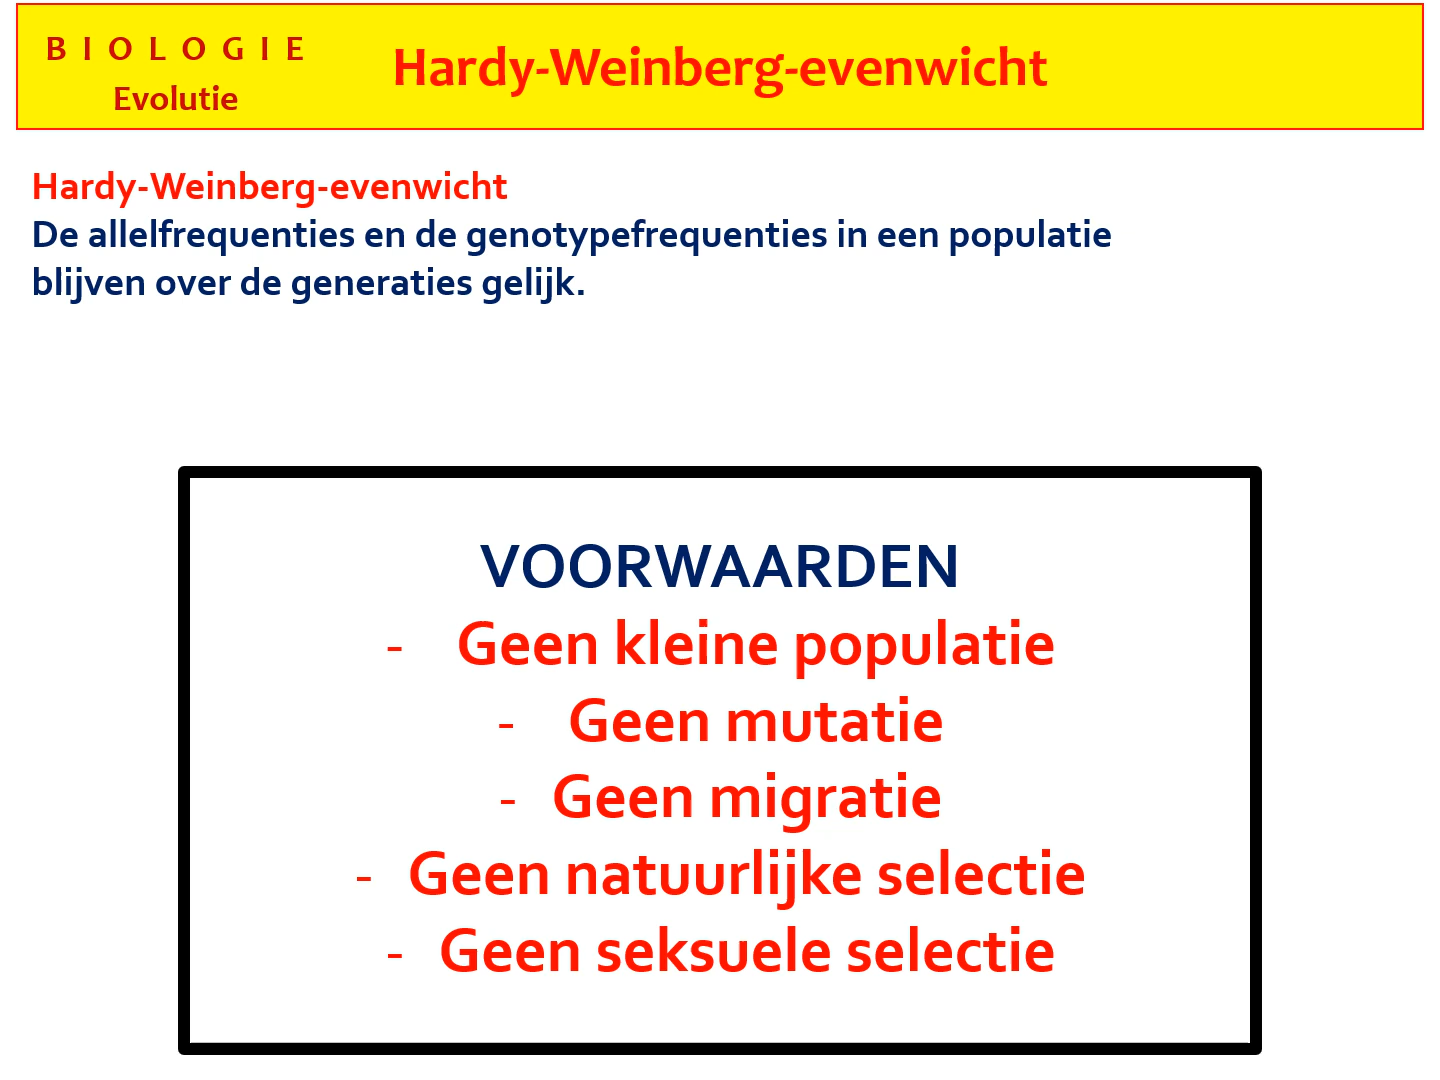 BIOLOGIE
Evolutie
Hardy-Weinberg-evenwicht
Hardy-Weinberg-evenwicht
De allelfrequenties en de genotypefrequenties in een populatie
blijven over de generaties gelijk.
VOORWAARDEN
- Geen kleine populatie
- Geen mutatie
- Geen migratie
- Geen natuurlijke selectie
- Geen seksuele selectie